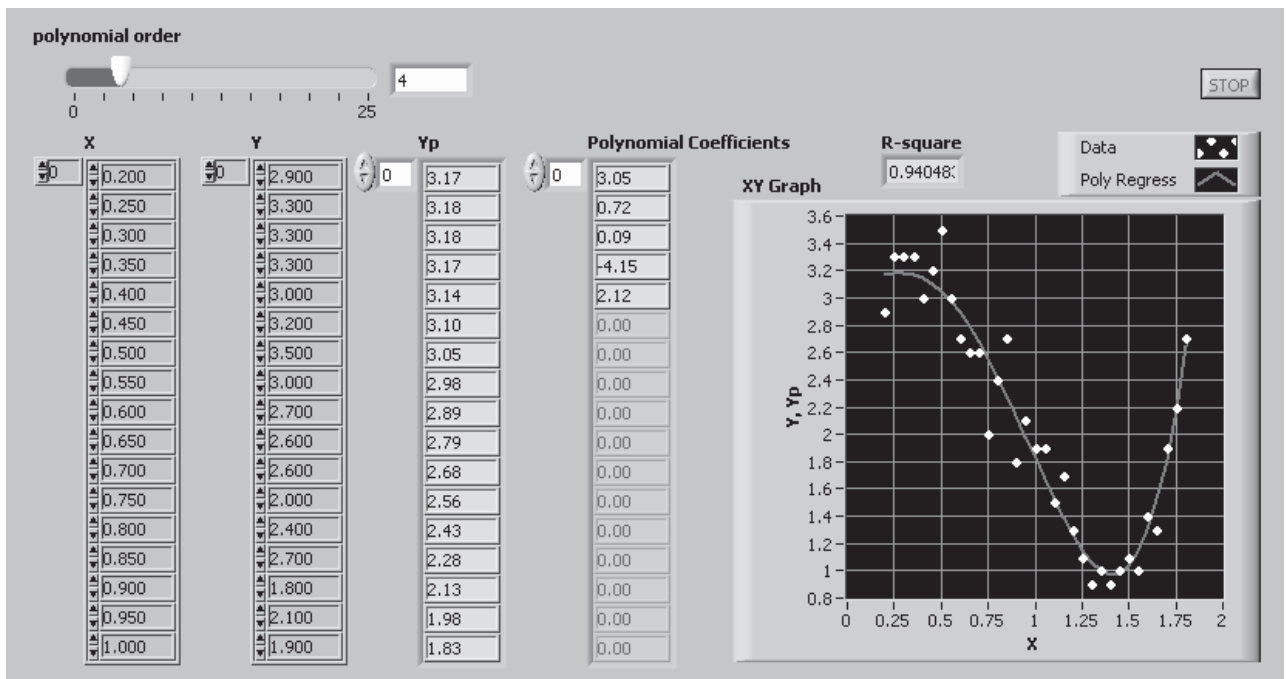 polynomial order
4
0 25
STOP
X Y Yp Polynomial Coefficients R-square
0 0.200 0 2.900 0 3.17 0 3.05 0.94048
0.250 3.300 3.18 0.72
0.300 3.300 3.18 0.09
0.350 3.300 3.17 -4.15
0.400 3.000 3.14 2.12
0.450 3.200 3.10 0.00
0.500 3.500 3.05 0.00
0.550 3.000 2.98 0.00
0.600 2.700 2.89 0.00
0.650 2.600 2.79 0.00
0.700 2.600 2.68 0.00
0.750 2.000 2.56 0.00
0.800 2.400 2.43 0.00
0.850 2.700 2.28 0.00
0.900 1.800 2.13 0.00
0.950 2.100 1.98 0.00
1.000 1.900 1.83 0.00
Data
Poly Regress
XY Graph
3.6
3.4
3.2
3
2.8
2.6
2.4
2.2
2
1.8
1.6
1.4
1.2
1
0.8
Y, Yp
0 0.25 0.5 0.75 1 1.25 1.5 1.75 2
X